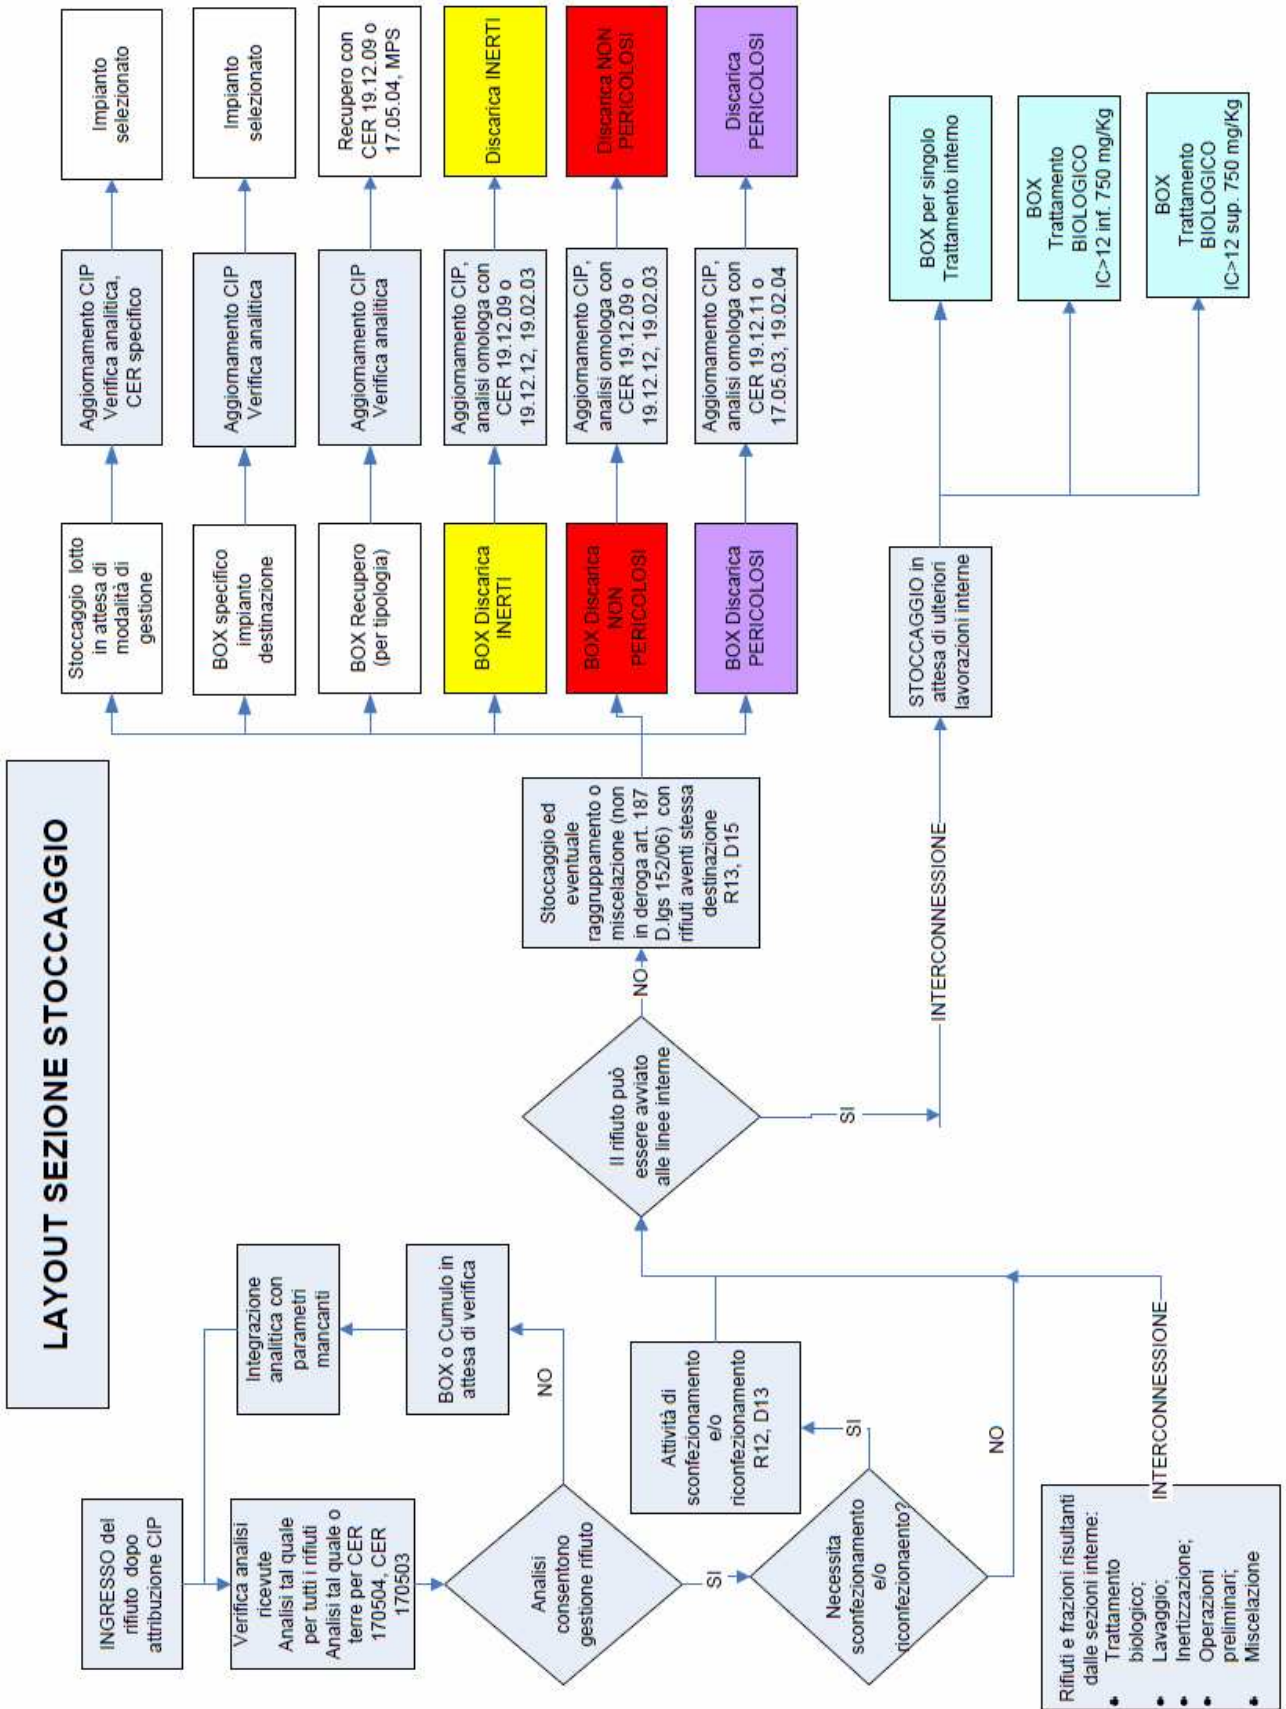 LAYOUT SEZIONE STOCCAGGIO
INGRESSO del
rifiuto dopo
attribuzione CIP
Verifica analisi
ricevute
Analisi tal quale
per tutti i rifiuti
Analisi tal quale o
terre per CER
170504, CER
170503
Integrazione
analitica con
parametri
mancanti
BOX o Cumulo in
attesa di verifica
NO
Analisi
consentono
gestione rifiuto
SI
Necessita
sconfezionamento
e/o
riconfezionaento?
SI
Attività di
sconfezionamento
e/o
riconfezionamento
R12, D13
NO
Rifiuti e frazioni risultanti
dalle sezioni interne:
• Trattamento
biologico;
• Lavaggio;
• Inertizzazione;
• Operazioni
preliminari;
• Miscelazione
INTERCONNESSIONE
Il rifiuto può
essere avviato
alle linee interne
NO
SI
INTERCONNESSIONE
Stoccaggio ed
eventuale
raggruppamento o
miscelazione (non
in deroga art. 187
D.lgs 152/06) con
rifiuti aventi stessa
destinazione
R13, D15
Stoccaggio lotto
in attesa di
modalità di
gestione
Aggiornamento CIP
Verifica analitica,
CER specifico
Impianto
selezionato
BOX specifico
impianto
destinazione
Aggiornamento CIP
Verifica analitica
Impianto
selezionato
BOX Recupero
(per tipologia)
Aggiornamento CIP
Verifica analitica
Recupero con
CER 19.12.09 o
17.05.04, MPS
BOX Discarica
INERTI
Aggiornamento CIP,
analisi omologa con
CER 19.12.09 o
19.12.12, 19.02.03
Discarica INERTI
BOX Discarica
NON
PERICOLOSI
Aggiornamento CIP,
analisi omologa con
CER 19.12.09 o
19.12.12, 19.02.03
Discarica NON
PERICOLOSI
BOX Discarica
PERICOLOSI
Aggiornamento CIP,
analisi omologa con
CER 19.12.11 o
17.05.03, 19.02.04
Discarica
PERICOLOSI
STOCCAGGIO in
attesa di ulteriori
lavorazioni interne
BOX per singolo
Trattamento interno
BOX
Trattamento
BIOLOGICO
IC>12 inf. 750 mg/Kg
BOX
Trattamento
BIOLOGICO
IC>12 sup. 750 mg/Kg